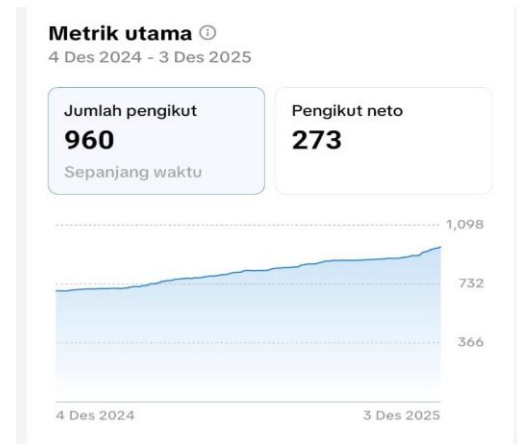 Metrik utama
4 Des 2024 - 3 Des 2025
Jumlah pengikut
960
Sepanjang waktu
Pengikut neto
273
1,098
732
366
4 Des 2024 3 Des 2025